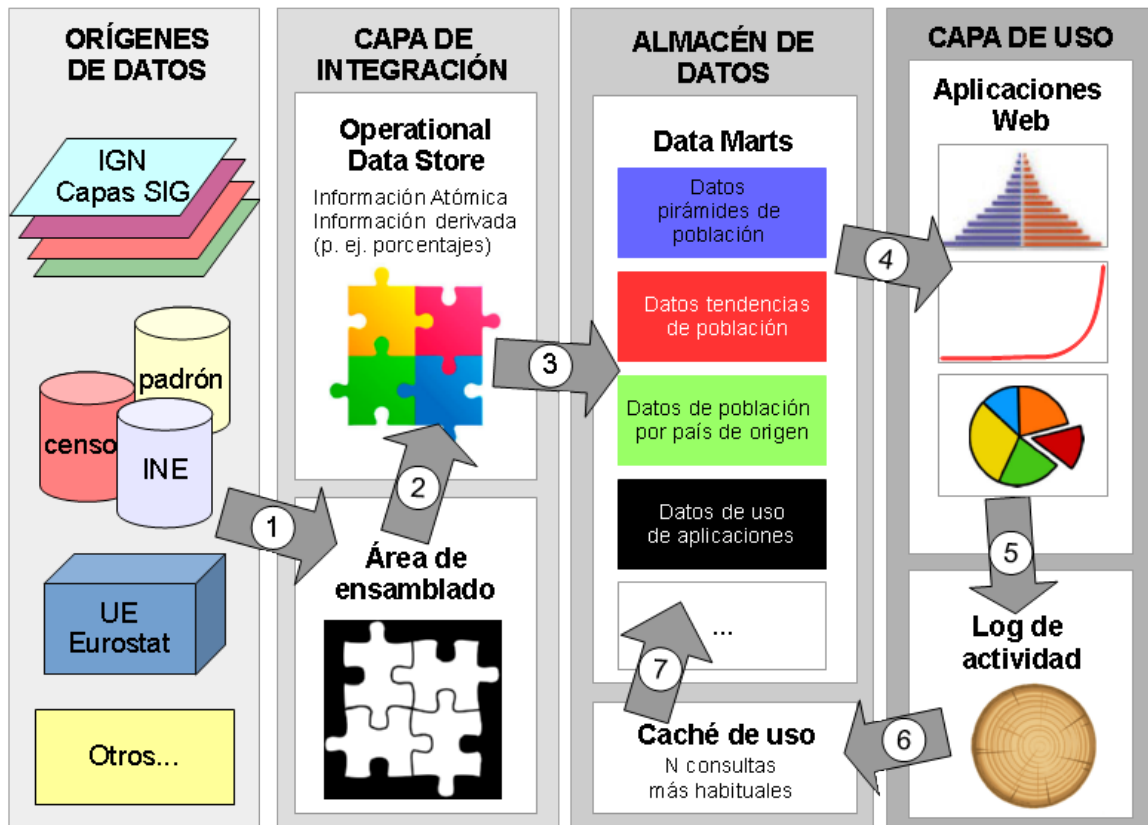 ORÍGENES
DE DATOS
IGN
Capas SIG
padrón
censo
INE
UE
Eurostat
Otros...
1
CAPA DE
INTEGRACIÓN
Operational
Data Store
Información Atómica
Información derivada
(p. ej. porcentajes)
2
Área de
ensamblado
3
ALMACÉN DE
DATOS
Data Marts
Datos
pirámides de
población
Datos tendencias
de población
Datos de población
por país de origen
Datos de uso
de aplicaciones
...
7
Caché de uso
N consultas
más habituales
4
CAPA DE USO
Aplicaciones
Web
5
Log de
actividad
6